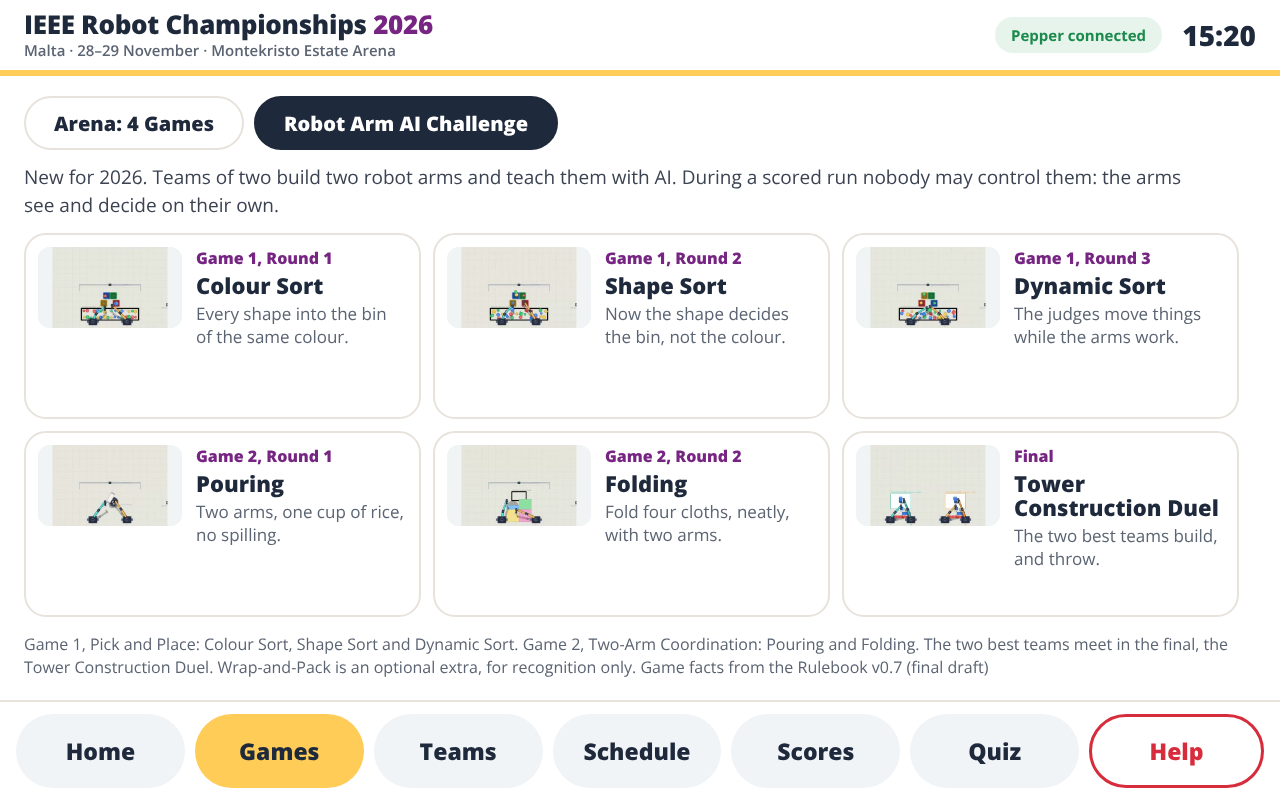 IEEE Robot Championships 2026
Malta · 28–29 November · Montekristo Estate Arena
Pepper connected
15:20
Arena: 4 Games
Robot Arm AI Challenge
New for 2026. Teams of two build two robot arms and teach them with AI. During a scored run nobody may control them: the arms
see and decide on their own.
Game 1, Round 1
Colour Sort
Every shape into the bin
of the same colour.
Game 1, Round 2
Shape Sort
Now the shape decides
the bin, not the colour.
Game 1, Round 3
Dynamic Sort
The judges move things
while the arms work.
Game 2, Round 1
Pouring
Two arms, one cup of rice,
no spilling.
Game 2, Round 2
Folding
Fold four cloths, neatly,
with two arms.
Final
Tower
Construction Duel
The two best teams build,
and throw.
Game 1, Pick and Place: Colour Sort, Shape Sort and Dynamic Sort. Game 2, Two-Arm Coordination: Pouring and Folding. The two best teams meet in the final, the
Tower Construction Duel. Wrap-and-Pack is an optional extra, for recognition only. Game facts from the Rulebook v0.7 (final draft)
Home
Games
Teams
Schedule
Scores
Quiz
Help